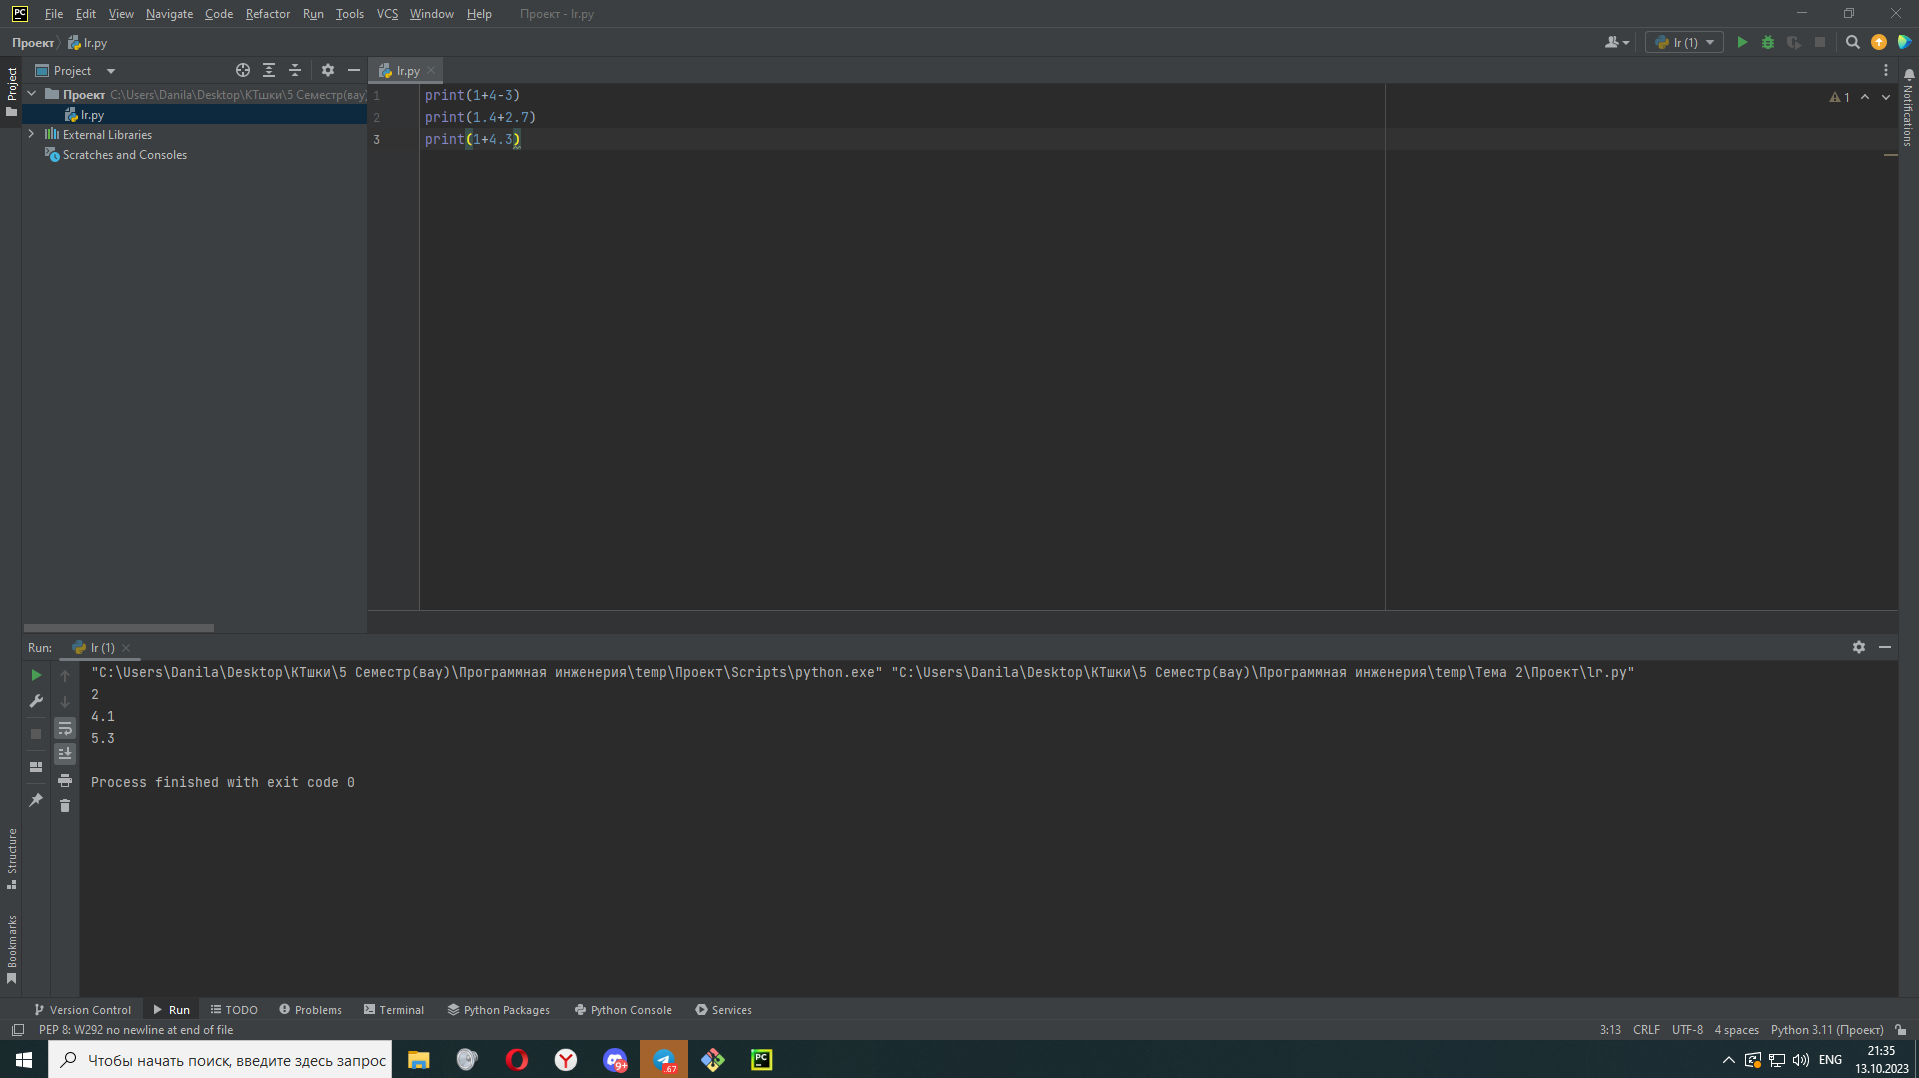 PC File Edit View Navigate Code Refactor Run Tools VCS Window Help Проект - lr.py
Проект lr.py lr (1)
Project
Project lr.py
Проект C:\Users\Danila\Desktop\КТшки\5 Семестр(вау)
lr.py
External Libraries
Scratches and Consoles
1 print(1+4-3)
2 print(1.4+2.7)
3 print(1+4.3)
1
Notifications
Run: lr (1)
"C:\Users\Danila\Desktop\КТшки\5 Семестр(вау)\Программная инженерия\temp\Проект\Scripts\python.exe" "C:\Users\Danila\Desktop\КТшки\5 Семестр(вау)\Программная инженерия\temp\Тема 2\Проект\lr.py"
2
4.1
5.3
Process finished with exit code 0
Structure
Bookmarks
Version Control Run TODO Problems Terminal Python Packages Python Console Services
PEP 8: W292 no newline at end of file 3:13 CRLF UTF-8 4 spaces Python 3.11 (Проект)
Чтобы начать поиск, введите здесь запрос 9+ .67 PC ENG 21:35
13.10.2023